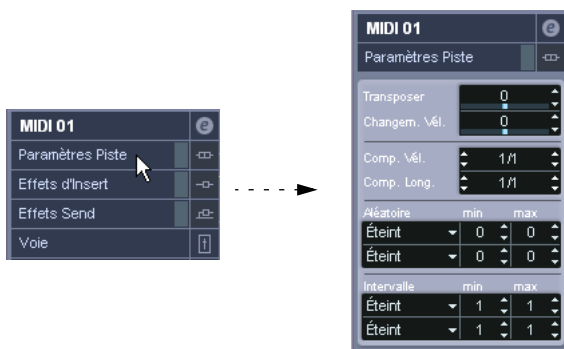 MIDI 01
Paramètres Piste
Effets d'Insert
Effets Send
Voie
MIDI 01
Paramètres Piste
Transposer 0
Changem. Vél. 0
Comp. Vél. 1/1
Comp. Long. 1/1
Aléatoire min max
Éteint 0 0
Éteint 0 0
Intervalle min max
Éteint 1 1
Éteint 1 1